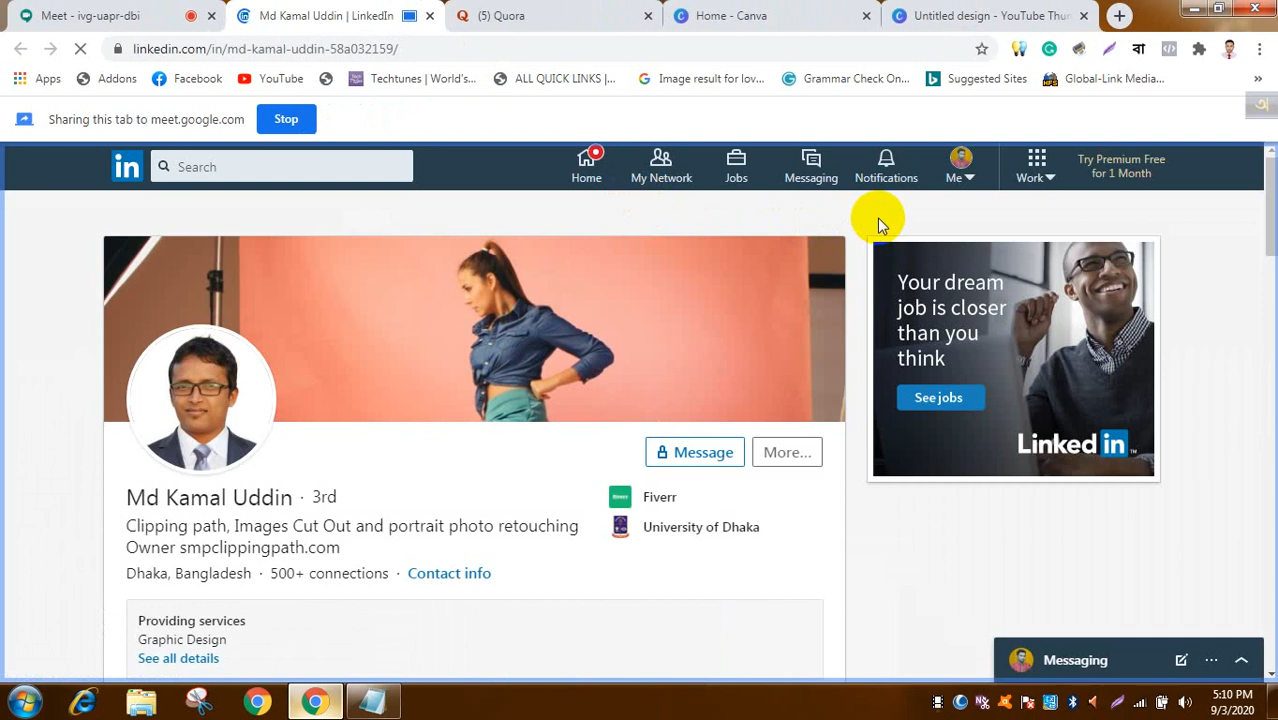 Meet - ivg-uapr-dbi
Md Kamal Uddin | LinkedIn
(5) Quora
Home - Canva
Untitled design - YouTube Thun
linkedin.com/in/md-kamal-uddin-58a032159/
বা
Apps
Addons
Facebook
YouTube
Techtunes | World's...
ALL QUICK LINKS |...
Image result for lov...
Grammar Check On...
Suggested Sites
Global-Link Media...
»
Sharing this tab to meet.google.com
Stop
অ
in
Search
Home
My Network
Jobs
Messaging
Notifications
Me
Work
Try Premium Free
for 1 Month
Your dream
job is closer
than you
think
See jobs
Linked in
Message
More...
Md Kamal Uddin · 3rd
Clipping path, Images Cut Out and portrait photo retouching
Owner smpclippingpath.com
Dhaka, Bangladesh · 500+ connections · Contact info
Fiverr
University of Dhaka
Providing services
Graphic Design
See all details
Messaging
5:10 PM
9/3/2020